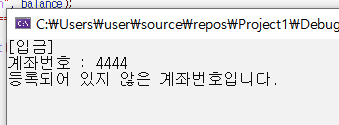 ", balance);
C:₩Users₩user₩source₩repos₩Project1₩Debug
[입금]
계좌번호 : 4444
등록되어 있지 않은 계좌번호입니다.